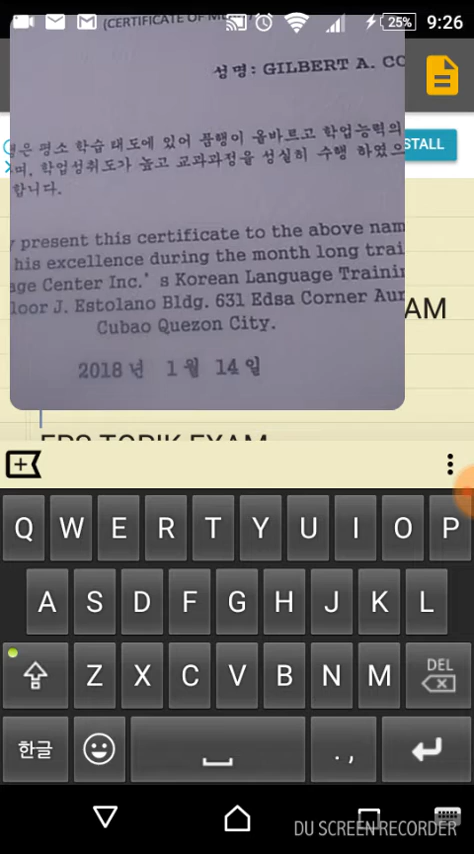 25% 9:26
(CERTIFICATE OF
성명: GILBERT A. CO
은 평소 학습 태도에 있어 품행이 올바르고 학업능력의
며, 학업성취도가 높고 교과과정을 성실히 수행 하였으
합니다.
STALL
y present this certificate to the above nam
his excellence during the month long trai
age Center Inc.' s Korean Language Trainin
loor J. Estolano Bldg. 631 Edsa Corner Aur
AM
Cubao Quezon City.
2018 년 1 월 14 일
EPS TOPIK EXAM
Q W E R T Y U I O P
A S D F G H J K L
Z X C V B N M DEL
한글 . ,
DU SCREEN RECORDER